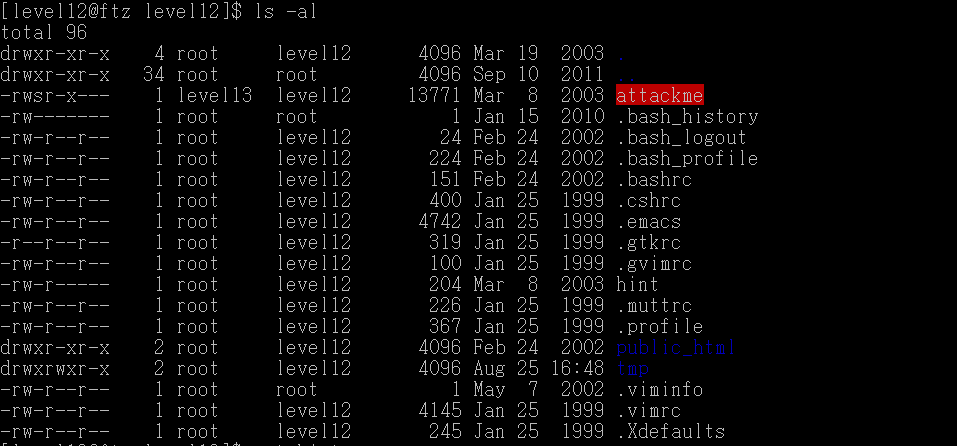 [level12@ftz level12]$ ls -al
total 96
drwxr-xr-x 4 root level12 4096 Mar 19 2003 .
drwxr-xr-x 34 root root 4096 Sep 10 2011 ..
-rwsr-x--- 1 level13 level12 13771 Mar 8 2003 attackme
-rw------- 1 root root 1 Jan 15 2010 .bash_history
-rw-r--r-- 1 root level12 24 Feb 24 2002 .bash_logout
-rw-r--r-- 1 root level12 224 Feb 24 2002 .bash_profile
-rw-r--r-- 1 root level12 151 Feb 24 2002 .bashrc
-rw-r--r-- 1 root level12 400 Jan 25 1999 .cshrc
-rw-r--r-- 1 root level12 4742 Jan 25 1999 .emacs
-r--r--r-- 1 root level12 319 Jan 25 1999 .gtkrc
-rw-r--r-- 1 root level12 100 Jan 25 1999 .gvimrc
-rw-r----- 1 root level12 204 Mar 8 2003 hint
-rw-r--r-- 1 root level12 226 Jan 25 1999 .muttrc
-rw-r--r-- 1 root level12 367 Jan 25 1999 .profile
drwxr-xr-x 2 root level12 4096 Feb 24 2002 public_html
drwxrwxr-x 2 root level12 4096 Aug 25 16:48 tmp
-rw-r--r-- 1 root root 1 May 7 2002 .viminfo
-rw-r--r-- 1 root level12 4145 Jan 25 1999 .vimrc
-rw-r--r-- 1 root level12 245 Jan 25 1999 .Xdefaults